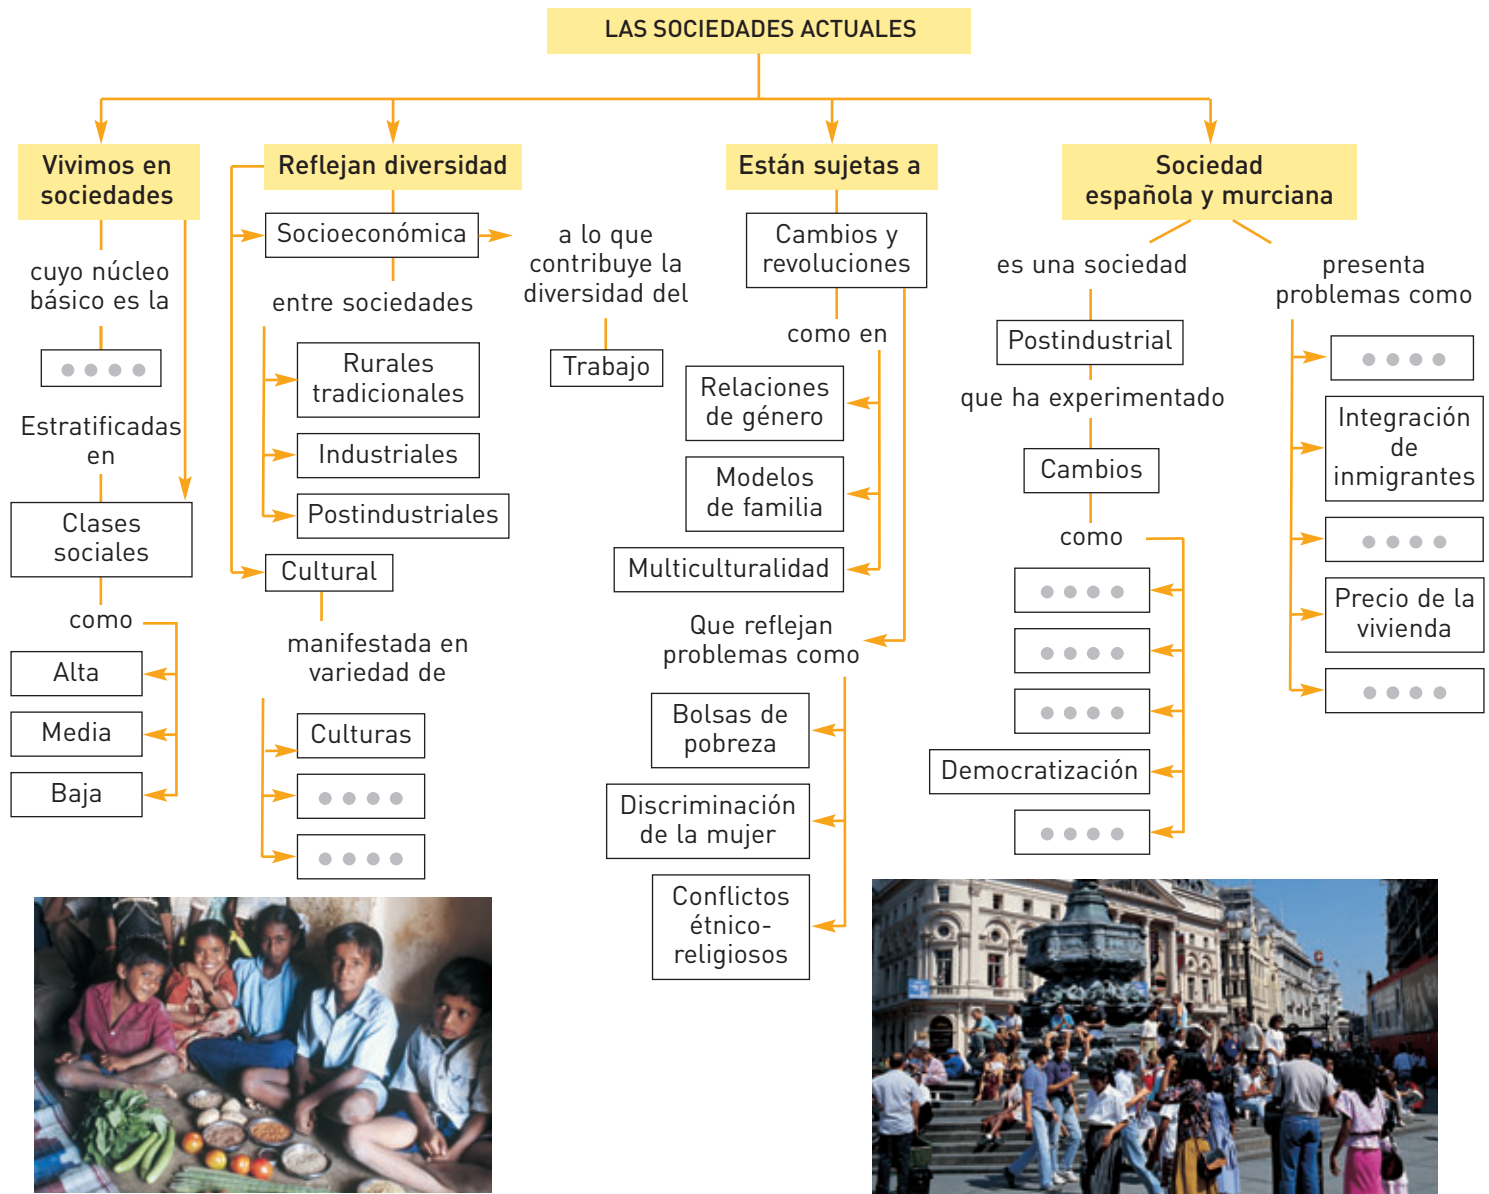 LAS SOCIEDADES ACTUALES
Vivimos en
sociedades
cuyo núcleo
básico es la
Estratificadas
en
Clases
sociales
como
Alta
Media
Baja
Reflejan diversidad
Socioeconómica
a lo que
contribuye la
diversidad del
Trabajo
entre sociedades
Rurales
tradicionales
Industriales
Postindustriales
Cultural
manifestada en
variedad de
Culturas
Están sujetas a
Cambios y
revoluciones
como en
Relaciones
de género
Modelos
de familia
Multiculturalidad
Que reflejan
problemas como
Bolsas de
pobreza
Discriminación
de la mujer
Conflictos
étnico-
religiosos
Sociedad
española y murciana
es una sociedad
Postindustrial
que ha experimentado
Cambios
como
Democratización
presenta
problemas como
Integración
de
inmigrantes
Precio de la
vivienda